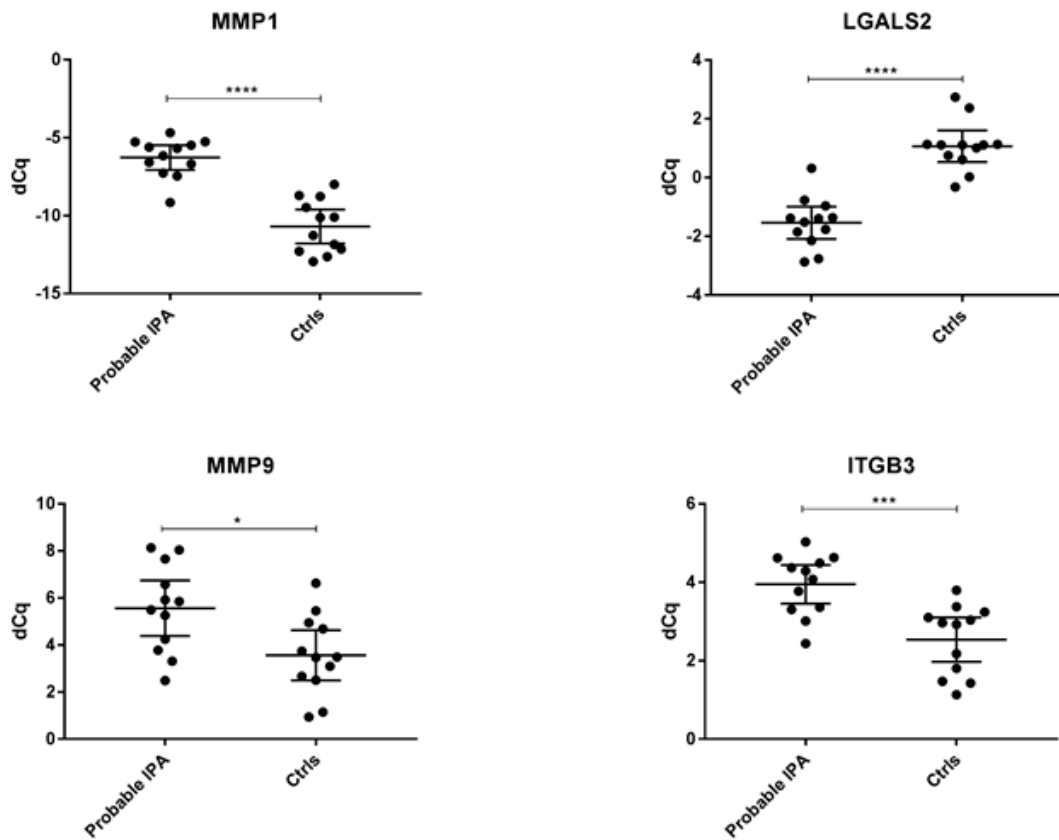 MMP1
0
-5
-10
-15
dCq
****
Probable IPA
Ctrls
LGALS2
4
2
0
-2
-4
dCq
****
Probable IPA
Ctrls
MMP9
10
8
6
4
2
0
dCq
*
Probable IPA
Ctrls
ITGB3
6
4
2
0
dCq
***
Probable IPA
Ctrls